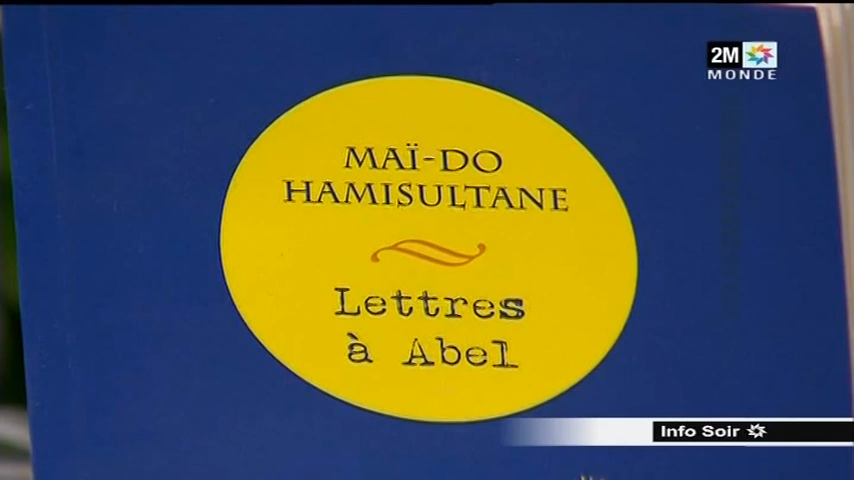 2M
MONDE
MAÏ-DO
HAMISULTANE
Lettres
à Abel
Info Soir